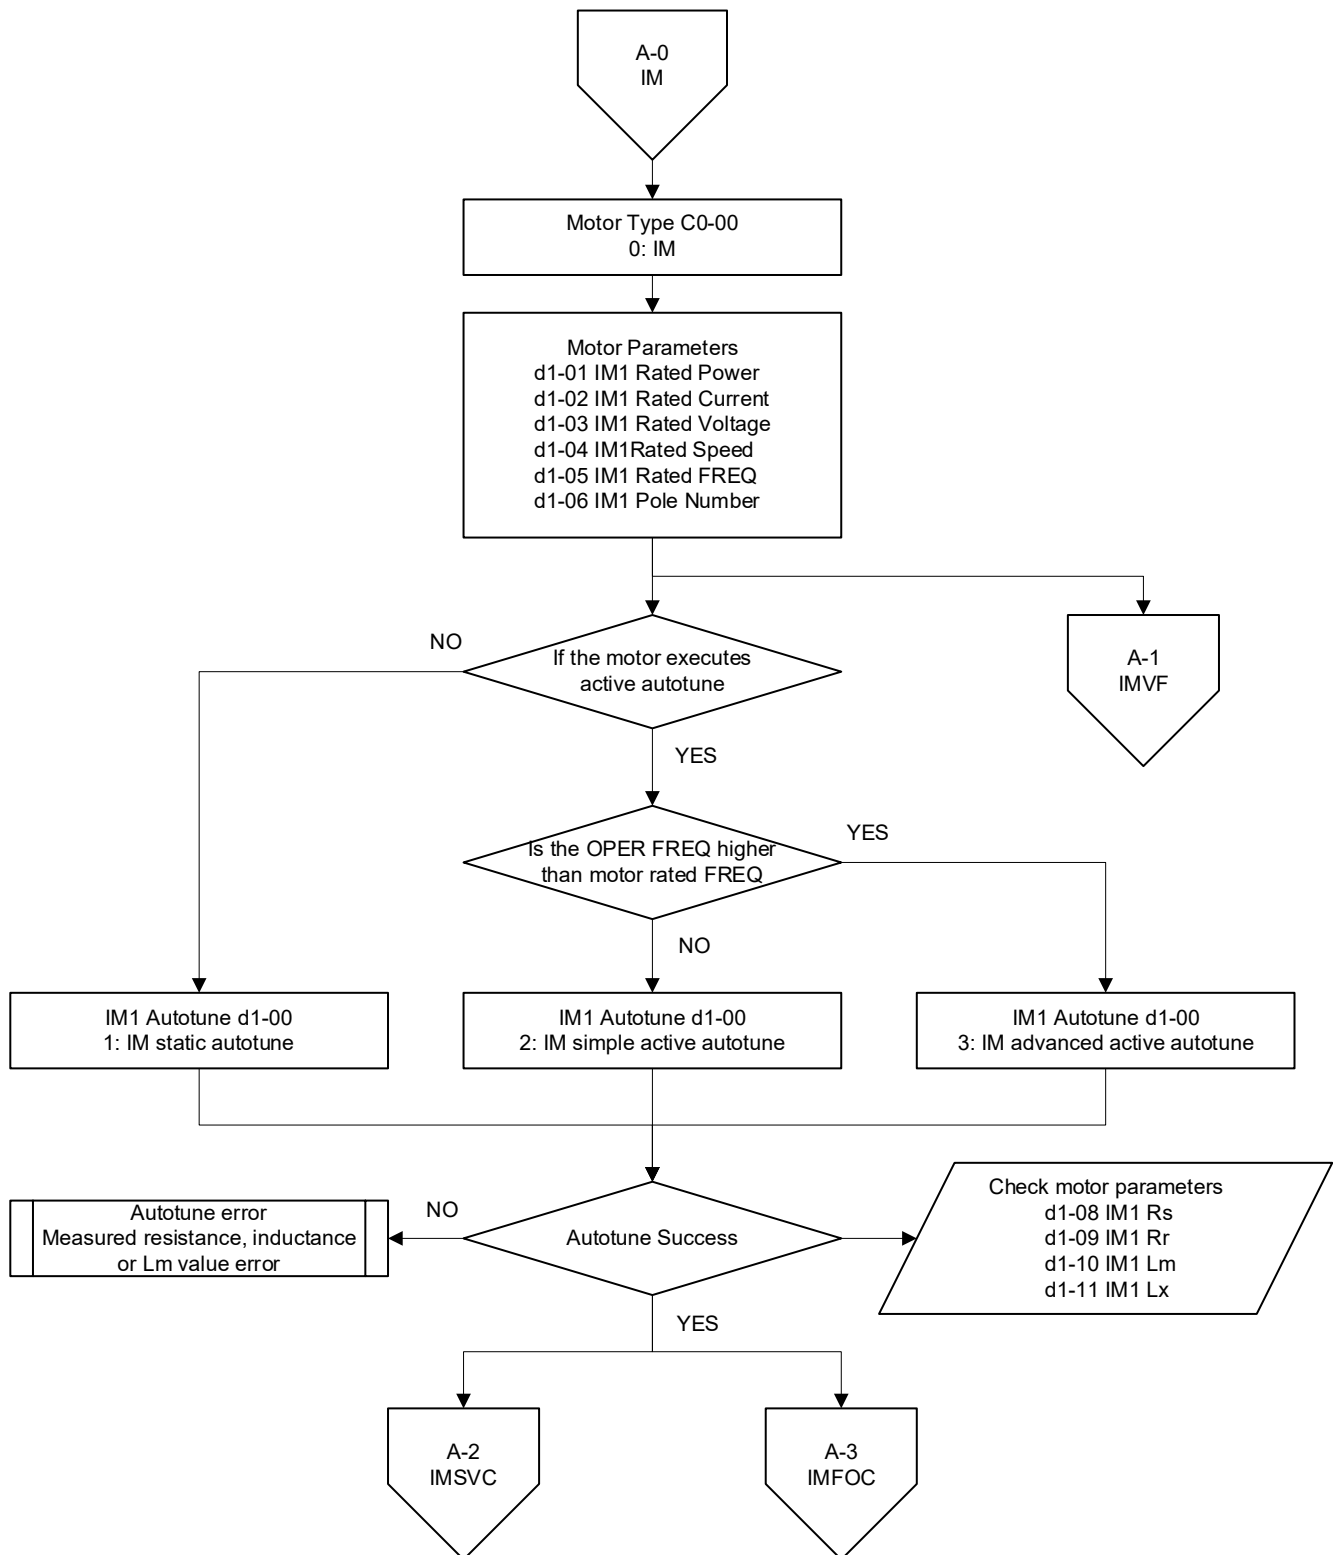 A-0
IM
Motor Type C0-00
0: IM
Motor Parameters
d1-01 IM1 Rated Power
d1-02 IM1 Rated Current
d1-03 IM1 Rated Voltage
d1-04 IM1Rated Speed
d1-05 IM1 Rated FREQ
d1-06 IM1 Pole Number
NO
If the motor executes
active autotune
A-1
IMVF
YES
Is the OPER FREQ higher
than motor rated FREQ
YES
NO
IM1 Autotune d1-00
1: IM static autotune
IM1 Autotune d1-00
2: IM simple active autotune
IM1 Autotune d1-00
3: IM advanced active autotune
Autotune error
Measured resistance, inductance
or Lm value error
NO
Autotune Success
Check motor parameters
d1-08 IM1 Rs
d1-09 IM1 Rr
d1-10 IM1 Lm
d1-11 IM1 Lx
YES
A-2
IMSVC
A-3
IMFOC